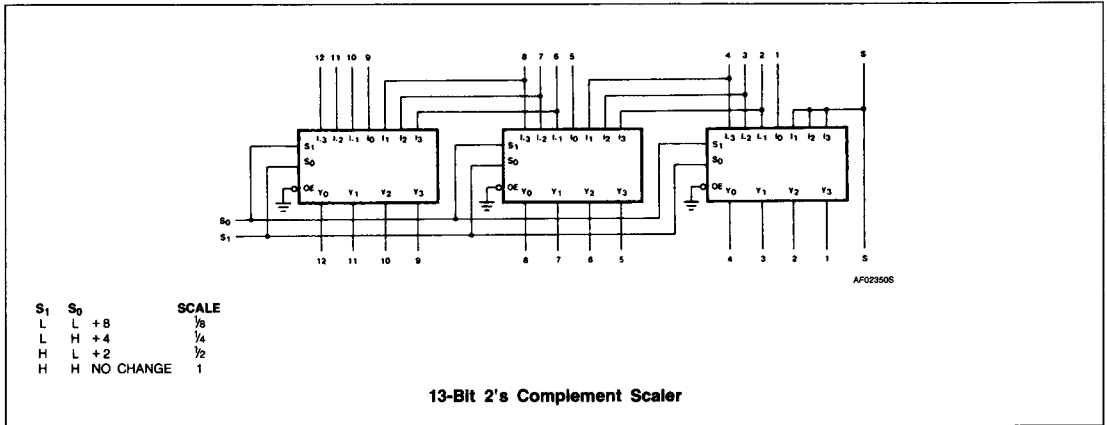 12 11 10 9 8 7 6 5 4 3 2 1 S
I-3 I-2 I-1 I0 I1 I2 I3 I-3 I-2 I-1 I0 I1 I2 I3 I-3 I-2 I-1 I0 I1 I2 I3
S1 S1 S1
S0 S0 S0
OE Y0 Y1 Y2 Y3 OE Y0 Y1 Y2 Y3 OE Y0 Y1 Y2 Y3
S0
S1
12 11 10 9 8 7 6 5 4 3 2 1 S
AF02350S
S1 S0 SCALE
L L +8 1/8
L H +4 1/4
H L +2 1/2
H H NO CHANGE 1
13-Bit 2's Complement Scaler